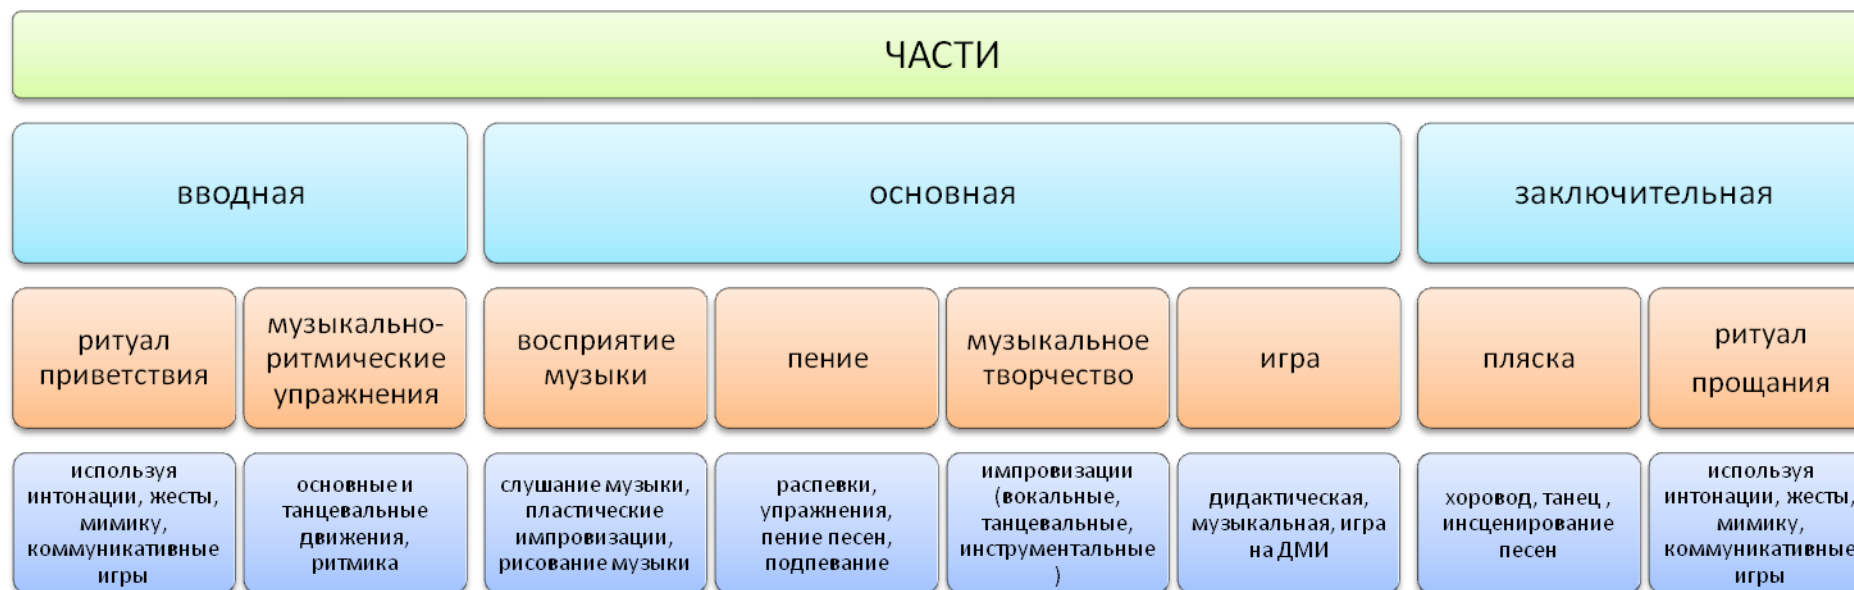 ЧАСТИ
вводная
основная
заключительная
ритуал
приветствия
музыкально-
ритмические
упражнения
восприятие
музыки
пение
музыкальное
творчество
игра
пляска
ритуал
прощания
используя
интонации, жесты,
мимику,
коммуникативные
игры
основные и
танцевальные
движения,
ритмика
слушание музыки,
пластические
импровизации,
рисование музыки
распевки,
упражнения,
пение песен,
подпевание
импровизации
(вокальные,
танцевальные,
инструментальные
)
дидактическая,
музыкальная, игра
на ДМИ
хоровод, танец ,
инсценирование
песен
используя
интонации, жесты,
мимику,
коммуникативные
игры